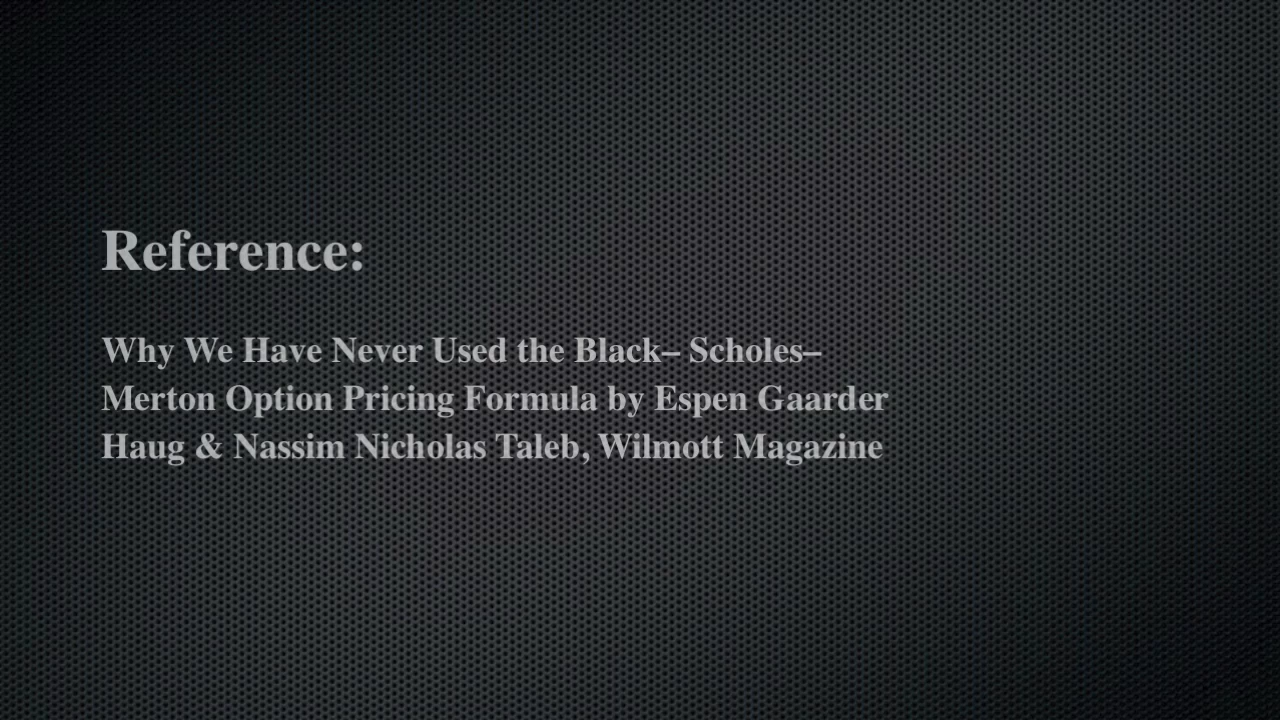 Reference:
Why We Have Never Used the Black– Scholes–
Merton Option Pricing Formula by Espen Gaarder
Haug & Nassim Nicholas Taleb, Wilmott Magazine